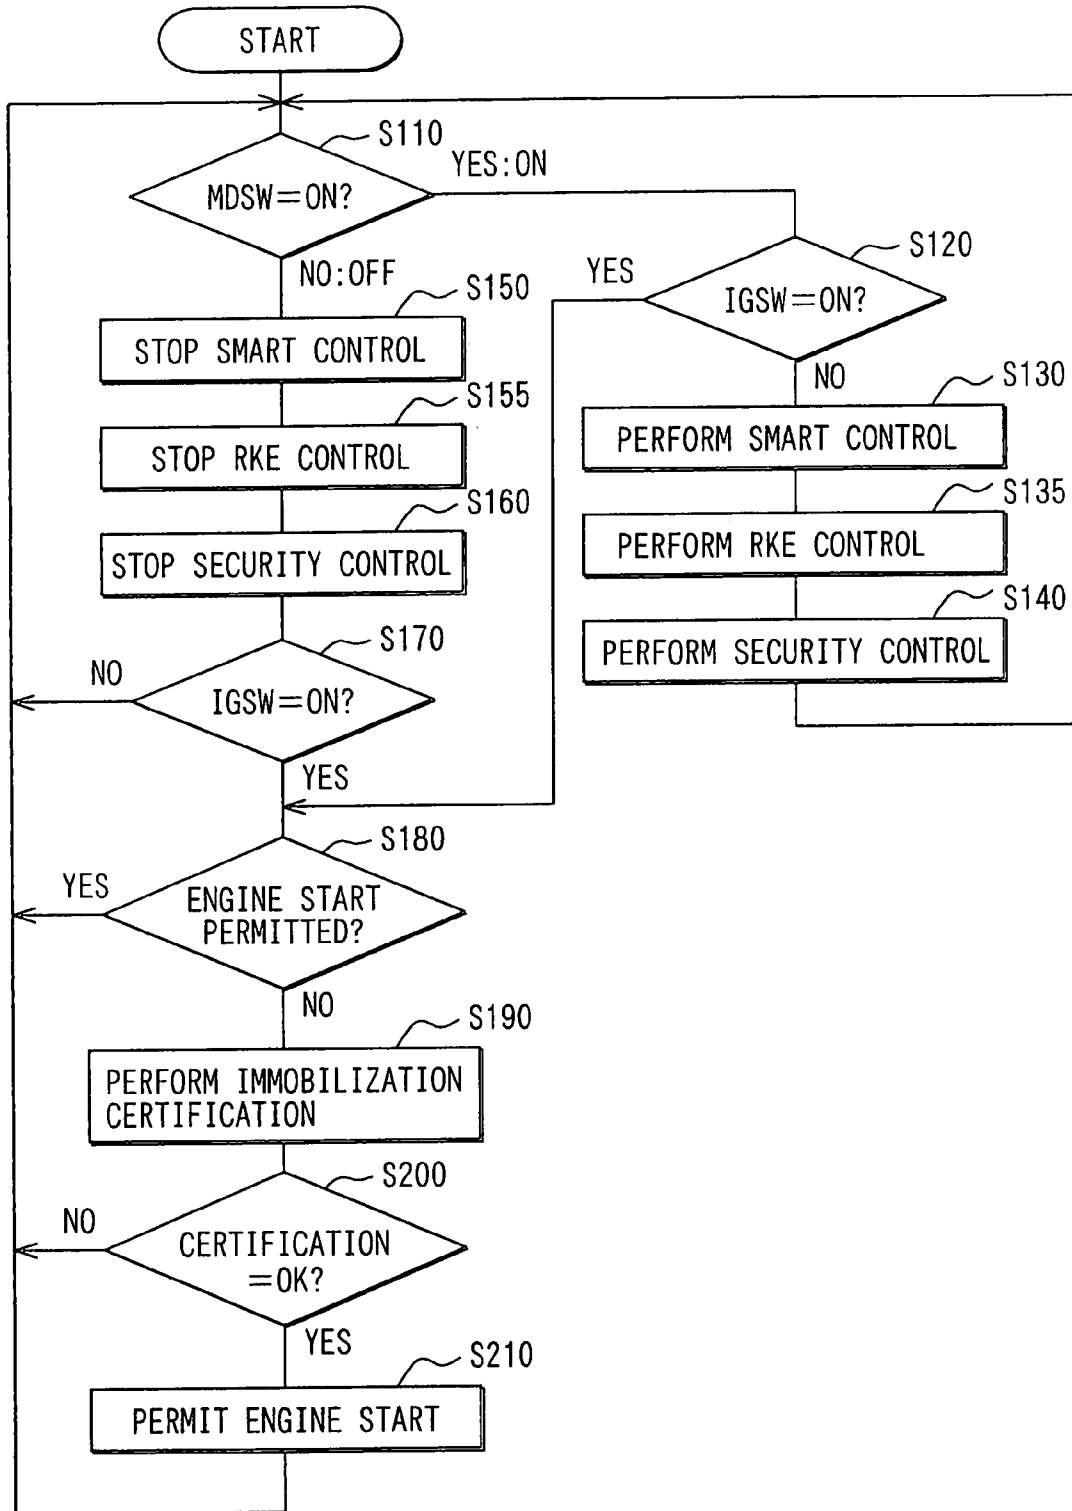 START
S110
MDSW=ON?
YES:ON
NO:OFF
S120
IGSW=ON?
YES
NO
S130
PERFORM SMART CONTROL
S135
PERFORM RKE CONTROL
S140
PERFORM SECURITY CONTROL
S150
STOP SMART CONTROL
S155
STOP RKE CONTROL
S160
STOP SECURITY CONTROL
S170
IGSW=ON?
NO
YES
S180
ENGINE START
PERMITTED?
YES
NO
S190
PERFORM IMMOBILIZATION
CERTIFICATION
S200
CERTIFICATION
=OK?
NO
YES
S210
PERMIT ENGINE START